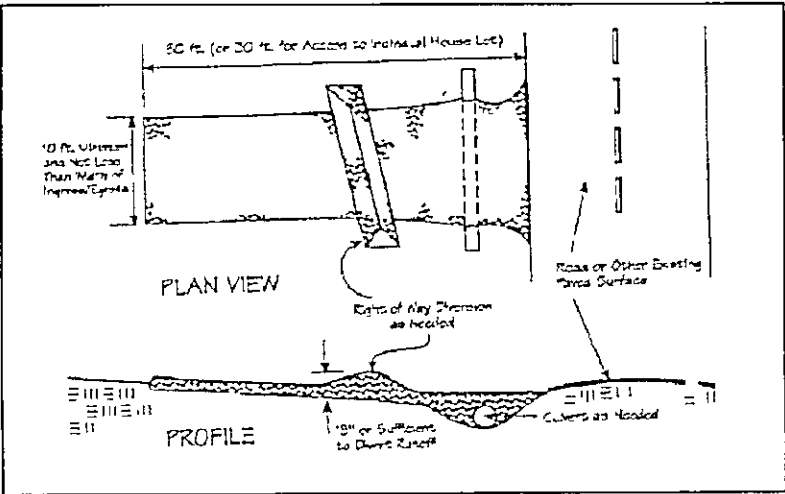 50 ft. (or 30 ft. for Access to Individual House Lot)
10 ft. Minimum
and Not Less
Than Width of
Ingress/Egress
PLAN VIEW
Right of Way Diversion
as Needed
Road or Other Existing
Paved Surface
18" or Sufficient
to Divert Runoff
Culvert as Needed
PROFILE